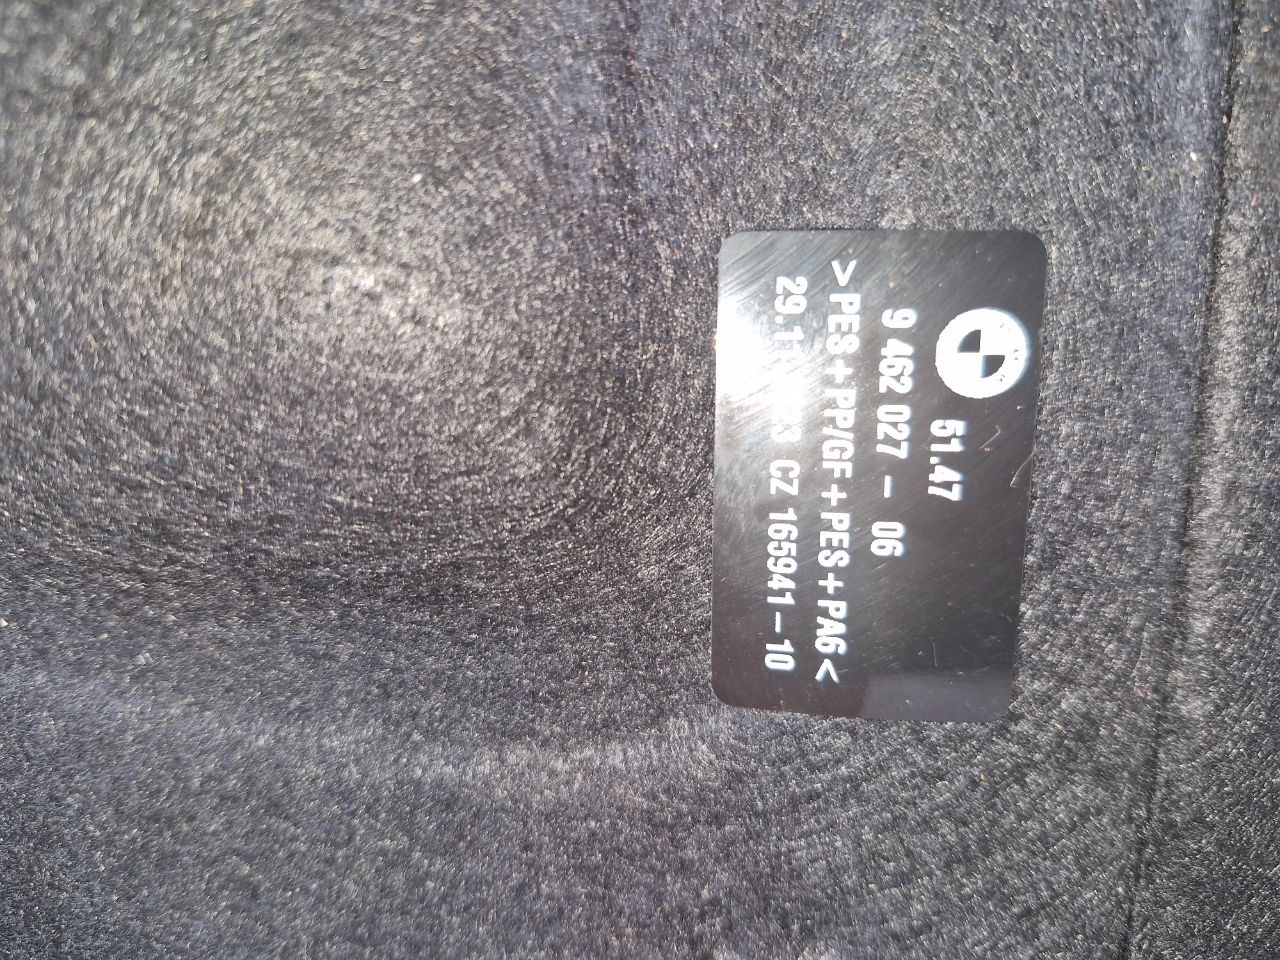 51.47
9 462 027 – 06
>PES+PP/GF+PES+PA6<
CZ 165941–10